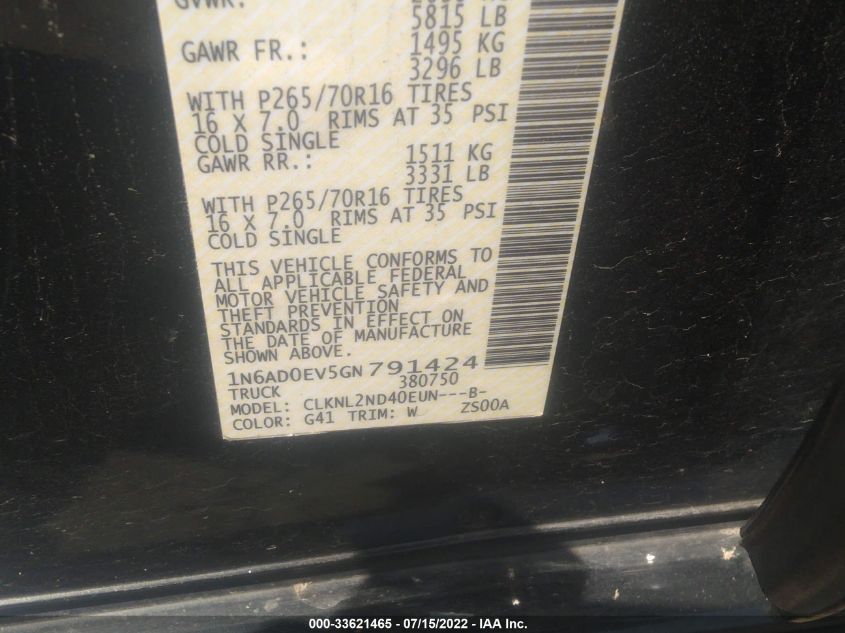 GVWR:
5815 LB
GAWR FR.: 1495 KG
3296 LB
WITH P265/70R16 TIRES
16 X 7.0 RIMS AT 35 PSI
COLD SINGLE
GAWR RR.: 1511 KG
3331 LB
WITH P265/70R16 TIRES
16 X 7.0 RIMS AT 35 PSI
COLD SINGLE
THIS VEHICLE CONFORMS TO
ALL APPLICABLE FEDERAL
MOTOR VEHICLE SAFETY AND
THEFT PREVENTION
STANDARDS IN EFFECT ON
THE DATE OF MANUFACTURE
SHOWN ABOVE.
1N6AD0EV5GN791424
TRUCK 380750
MODEL: CLKNL2ND40EUN---B-
COLOR: G41 TRIM: W ZS00A
000-33621465 - 07/15/2022 - IAA Inc.